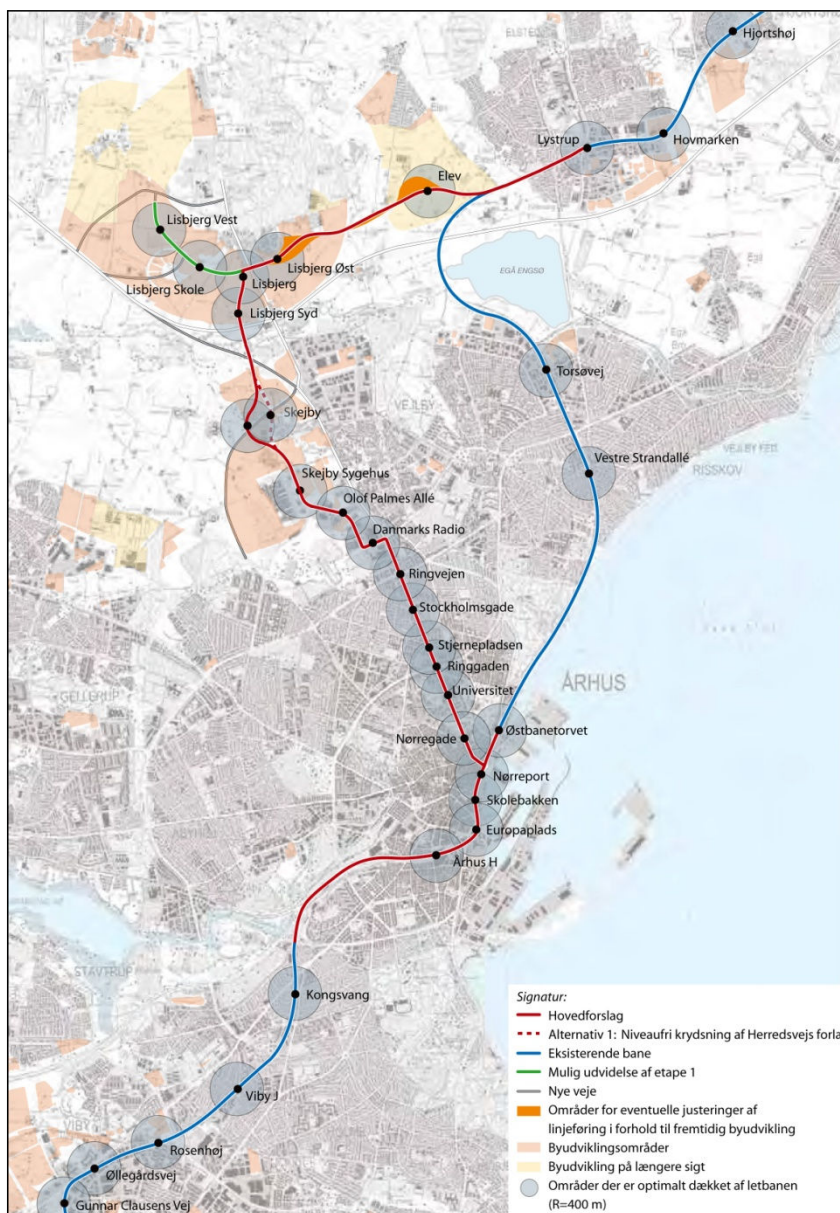 Hjortshøj
ELSTED
Lystrup
Hovmarken
Elev
Lisbjerg Vest
Lisbjerg Øst
Lisbjerg Skole
Lisbjerg
EGÅ ENGSØ
Lisbjerg Syd
Torsøvej
VEJLBY
Skejby
VEJLBY FED
Vestre Strandallé
RISSKOV
Skejby Sygehus
Olof Palmes Allé
Danmarks Radio
Ringvejen
Stockholmsgade
Stjernepladsen
Ringgaden
ÅRHUS
GELLERUP
Universitet
Østbanetorvet
Nørregade
Nørreport
Skolebakken
Europaplads
Århus H
STAVTRUP
Kongsvang
Viby J
VIBY
Rosenhøj
Øllegårdsvej
Gunnar Clausens Vej
Signatur:
Hovedforslag
Alternativ 1: Niveaufri krydsning af Herredsvejs forla
Eksisterende bane
Mulig udvidelse af etape 1
Nye veje
Områder for eventuelle justeringer af
linjeføring i forhold til fremtidig byudvikling
Byudviklingsområder
Byudvikling på længere sigt
Områder der er optimalt dækket af letbanen
(R=400 m)